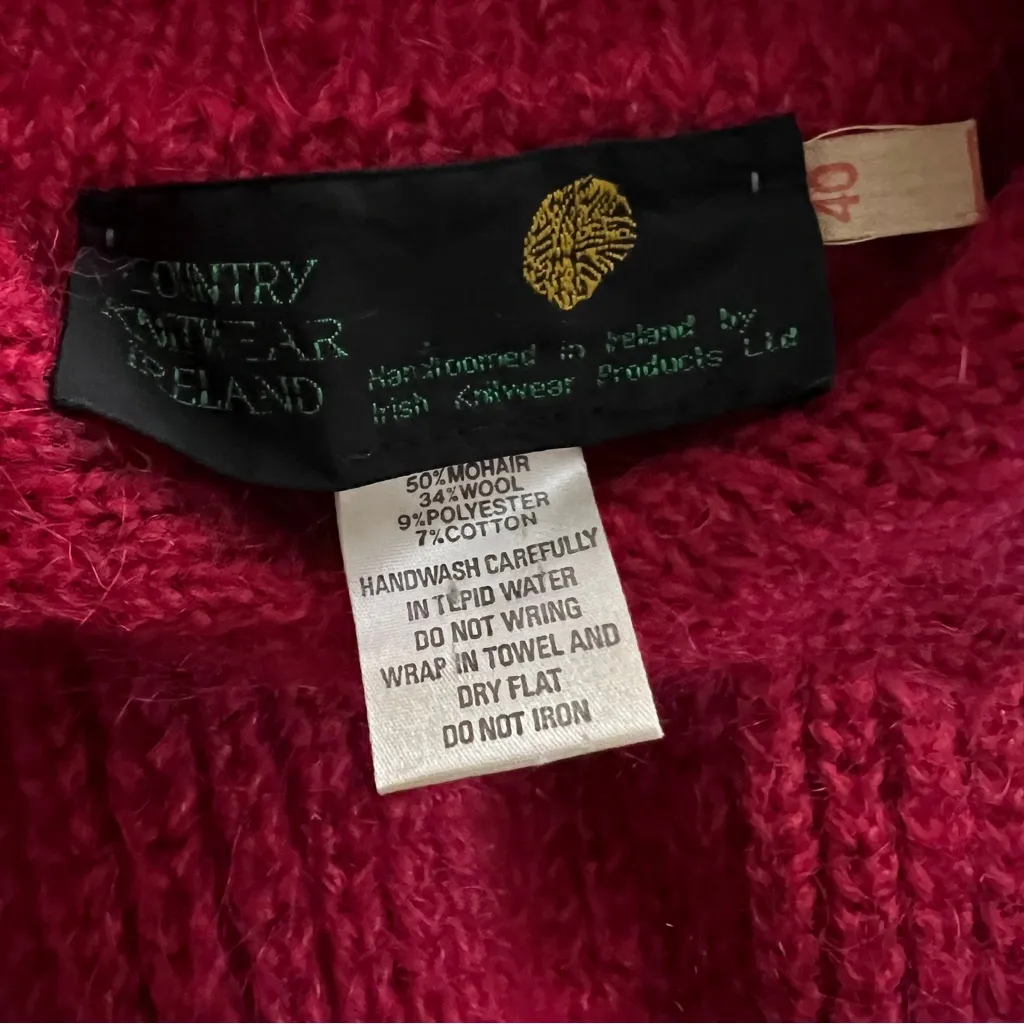 COUNTRY
KNITWEAR
IRELAND
Handloomed in Ireland by
Irish Knitwear Products Ltd
40
50%MOHAIR
34%WOOL
9%POLYESTER
7%COTTON
HANDWASH CAREFULLY
IN TEPID WATER
DO NOT WRING
WRAP IN TOWEL AND
DRY FLAT
DO NOT IRON